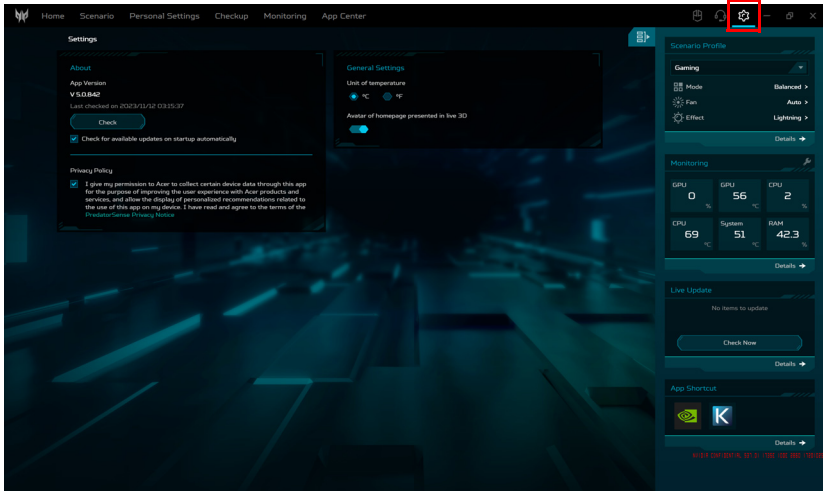 Home Scenario Personal Settings Checkup Monitoring App Center
Settings
About
App Version
V 5.0.842
Last checked on 2023/11/12 03:15:37
Check
Check for available updates on startup automatically
Privacy Policy
I give my permission to Acer to collect certain device data through this app
for the purpose of improving the user experience with Acer products and
services, and allow the display of personalized recommendations related to
the use of this app on my device. I have read and agree to the terms of the
PredatorSense Privacy Notice
General Settings
Unit of temperature
°C °F
Avatar of homepage presented in live 3D
Scenario Profile
Gaming
Mode Balanced >
Fan Auto >
Effect Lightning >
Details →
Monitoring
GPU GPU CPU
0 % 56 °C 2 %
CPU System RAM
69 °C 51 °C 42.3 %
Details →
Live Update
No items to update
Check Now
Details →
App Shortcut
K
Details →